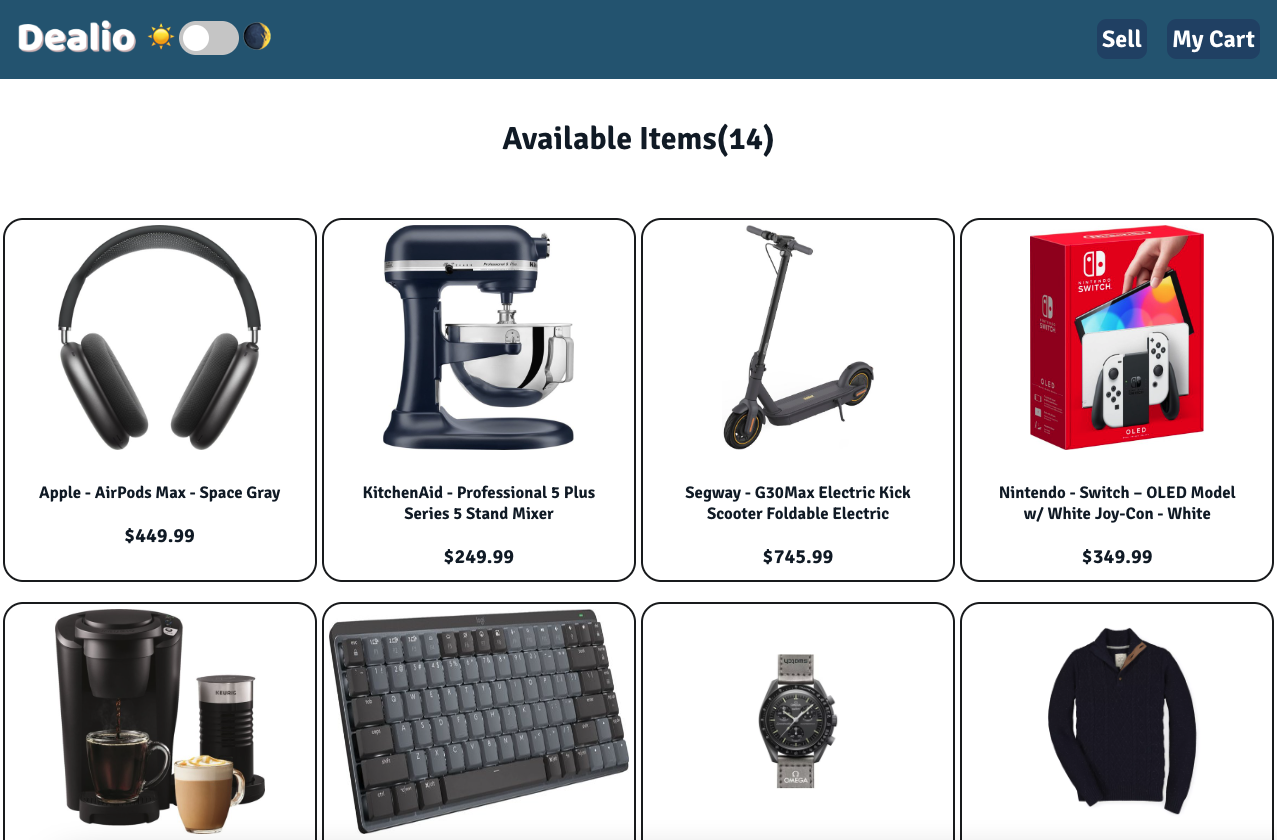 Dealio
Sell
My Cart
Available Items(14)
NINTENDO
SWITCH.
OLED
OLED
Apple - AirPods Max - Space Gray
$449.99
KitchenAid - Professional 5 Plus
Series 5 Stand Mixer
$249.99
Segway - G30Max Electric Kick
Scooter Foldable Electric
$745.99
Nintendo - Switch – OLED Model
w/ White Joy-Con - White
$349.99
KEURIG
logi
OMEGA